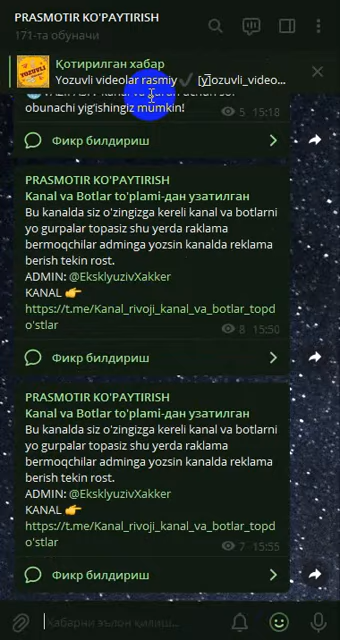 PRASMOTIR KO'PAYTIRISH
171-та обуначи
Қотирилган хабар
Yozuvli videolar rasmiy ✔️ [yozuvli_video...
obunachi yig'ishingiz mumkin!
5 15:18
Фикр билдириш
PRASMOTIR KO'PAYTIRISH
Kanal va Botlar to'plami-дан узатилган
Bu kanalda siz o'zingizga kereli kanal va botlarni
yo gurpalar topasiz shu yerda raklama
bermoqchilar adminga yozsin kanalda reklama
berish tekin rost.
ADMIN: @EksklyuzivXakker
KANAL 👉
https://t.me/Kanal_rivoji_kanal_va_botlar_topd
o'stlar
8 15:50
Фикр билдириш
PRASMOTIR KO'PAYTIRISH
Kanal va Botlar to'plami-дан узатилган
Bu kanalda siz o'zingizga kereli kanal va botlarni
yo gurpalar topasiz shu yerda raklama
bermoqchilar adminga yozsin kanalda reklama
berish tekin rost.
ADMIN: @EksklyuzivXakker
KANAL 👉
https://t.me/Kanal_rivoji_kanal_va_botlar_topd
o'stlar
7 15:55
Фикр билдириш
Хабарни эълон қилиш...